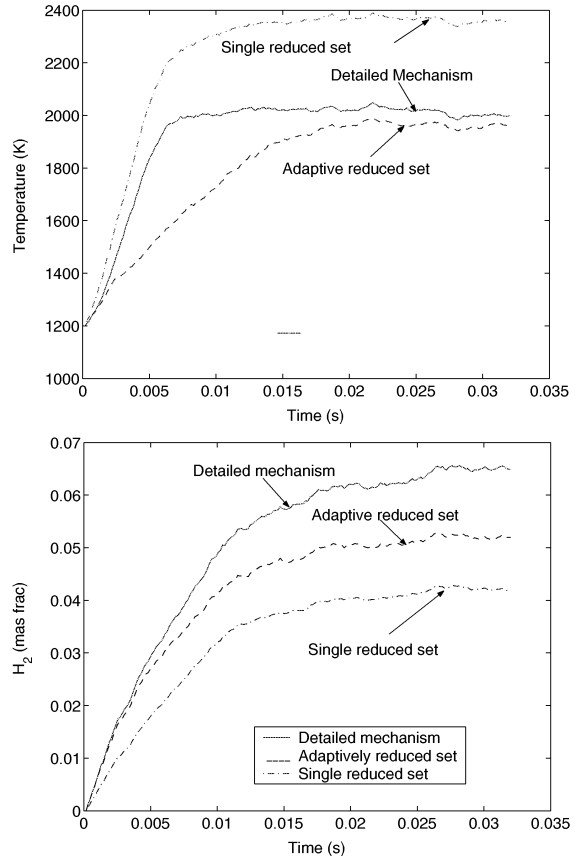 2400
2200
2000
1800
1600
1400
1200
1000
Temperature (K)
Single reduced set
Detailed Mechanism
Adaptive reduced set
0
0.005
0.01
0.015
0.02
0.025
0.03
0.035
Time (s)
0.07
0.06
0.05
0.04
0.03
0.02
0.01
0
H2 (mas frac)
Detailed mechanism
Adaptive reduced set
Single reduced set
Detailed mechanism
Adaptively reduced set
Single reduced set
0
0.005
0.01
0.015
0.02
0.025
0.03
0.035
Time (s)